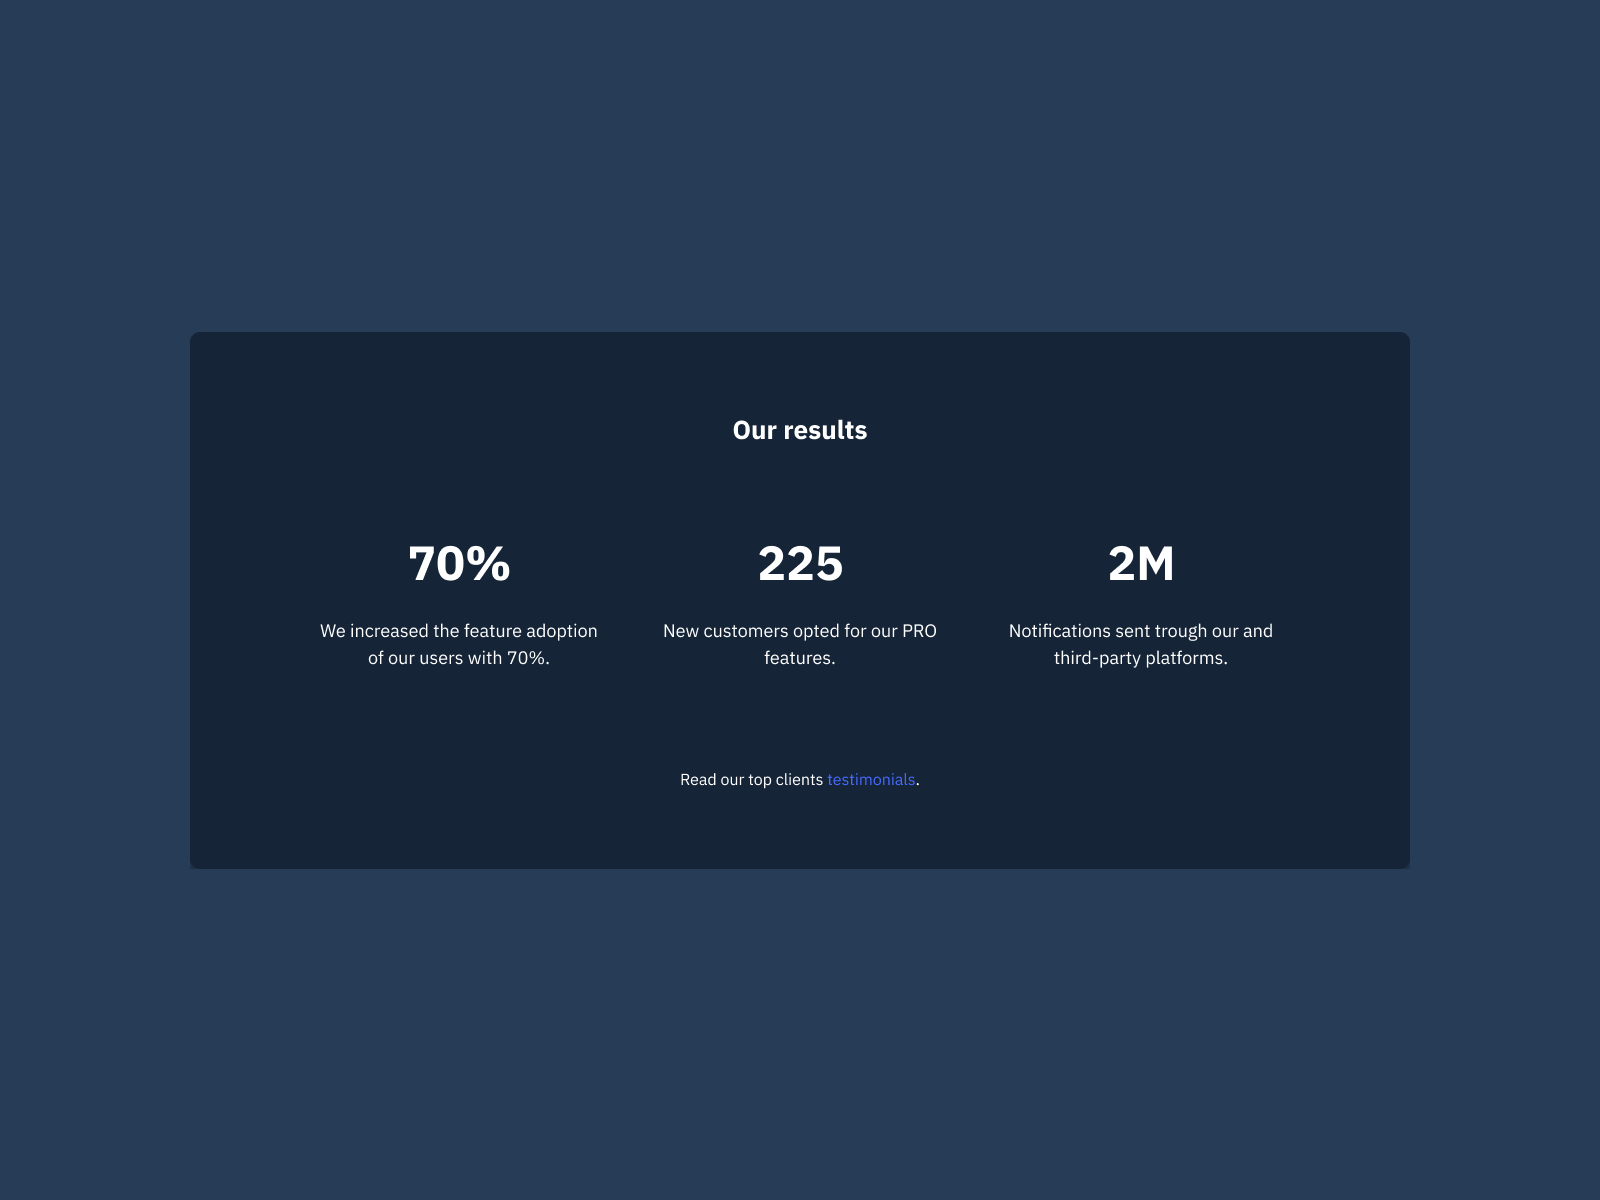 Our results
70%
We increased the feature adoption
of our users with 70%.
225
New customers opted for our PRO
features.
2M
Notifications sent trough our and
third-party platforms.
Read our top clients testimonials.